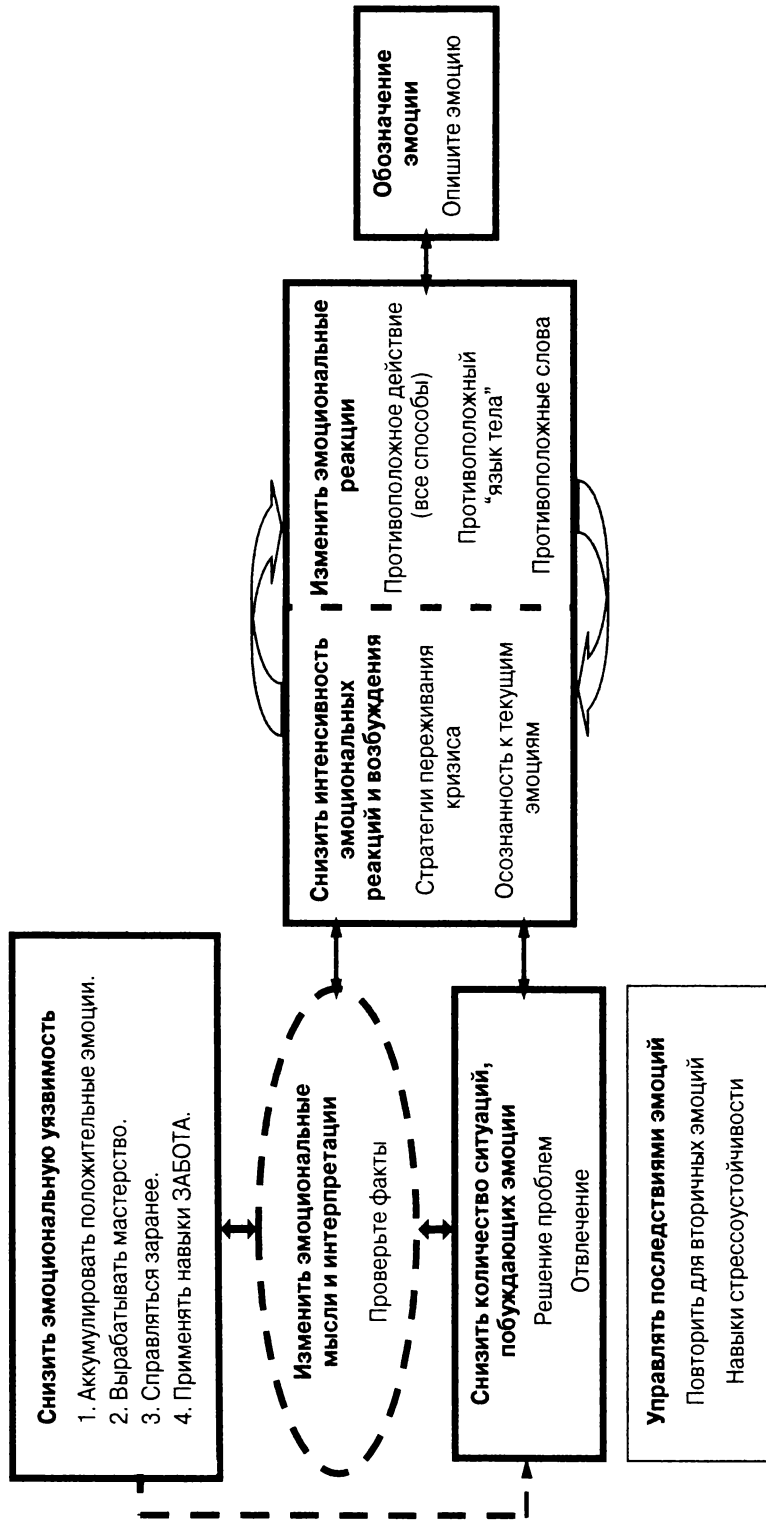 Снизить эмоциональную уязвимость
1. Аккумулировать положительные эмоции.
2. Вырабатывать мастерство.
3. Справляться заранее.
4. Применять навыки ЗАБОТА.
Изменить эмоциональные
мысли и интерпретации
Проверьте факты
Снизить количество ситуаций,
побуждающих эмоции
Решение проблем
Отвлечение
Управлять последствиями эмоций
Повторить для вторичных эмоций
Навыки стрессоустойчивости
Снизить интенсивность
эмоциональных
реакций и возбуждения
Стратегии переживания
кризиса
Осознанность к текущим
эмоциям
Изменить эмоциональные
реакции
Противоположное действие
(все способы)
Противоположный
“язык тела”
Противоположные слова
Обозначение
эмоции
Опишите эмоцию